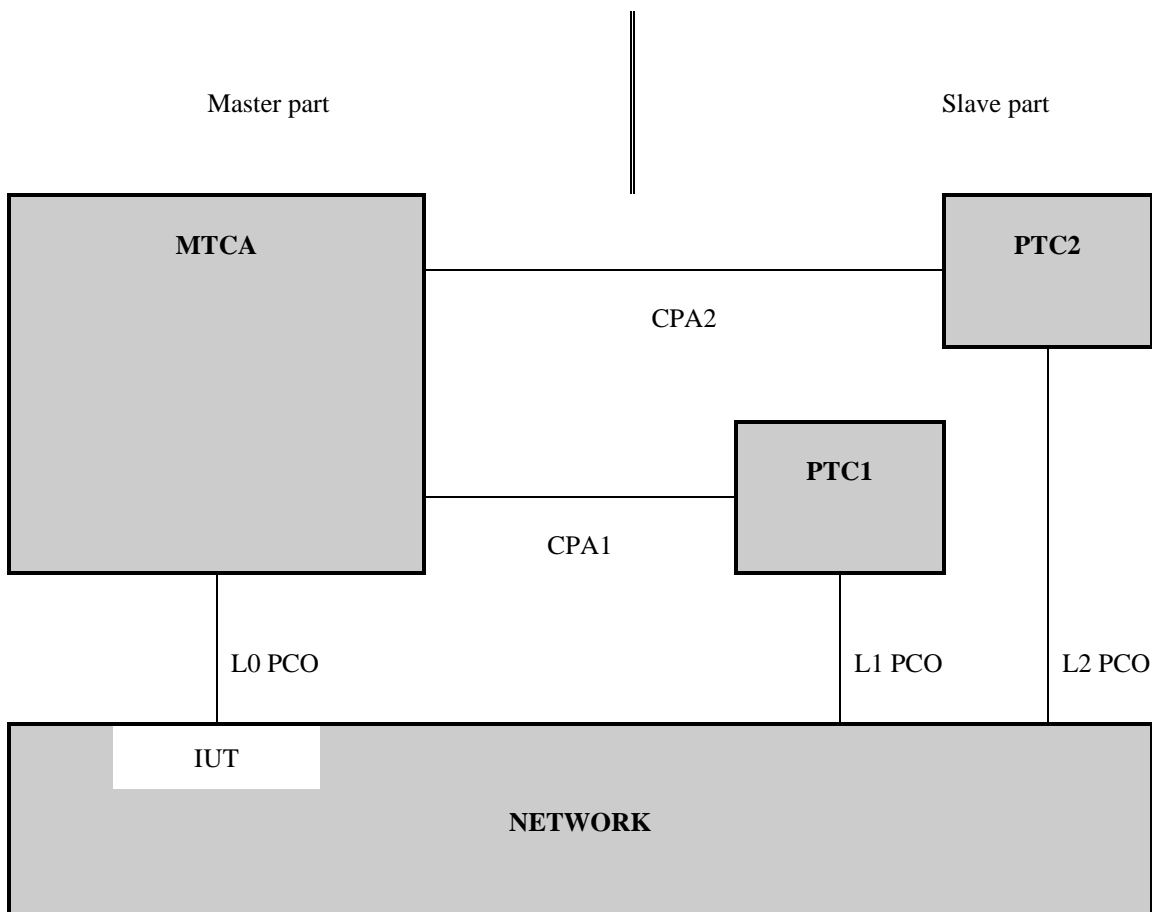 Master part
Slave part
MTCA
PTC2
CPA2
PTC1
CPA1
L0 PCO
L1 PCO
L2 PCO
IUT
NETWORK